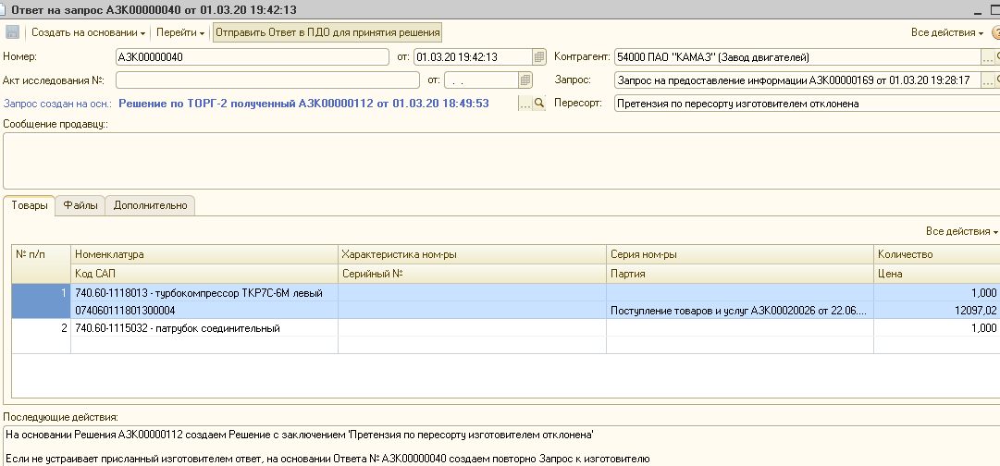 Ответ на запрос АЗК00000040 от 01.03.20 19:42:13
Создать на основании Перейти Отправить Ответ в ПДО для принятия решения Все действия
Номер: АЗК00000040 от: 01.03.20 19:42:13 Контрагент: 54000 ПАО "КАМАЗ" (Завод двигателей) ...
Акт исследования №: от: . . Запрос: Запрос на предоставление информации АЗК00000169 от 01.03.20 19:28:17 ...
Запрос создан на осн.: Решение по ТОРГ-2 полученный АЗК00000112 от 01.03.20 18:49:53 ... Пересорт: Претензия по пересорту изготовителем отклонена
Сообщение продавцу::
Товары Файлы Дополнительно
Все действия
№ п/п Номенклатура Характеристика ном-ры Серия ном-ры Количество
Код САП Серийный № Партия Цена
1 740.60-1118013 - турбокомпрессор ТКР7С-6М левый 1,000
074060111801300004 Поступление товаров и услуг АЗК00020026 от 22.06.... 12097,02
2 740.60-1115032 - патрубок соединительный 1,000
Последующие действия:
На основании Решения АЗК00000112 создаем Решение с заключением 'Претензия по пересорту изготовителем отклонена'
Если не устраивает присланный изготовителем ответ, на основании Ответа № АЗК00000040 создаем повторно Запрос к изготовителю